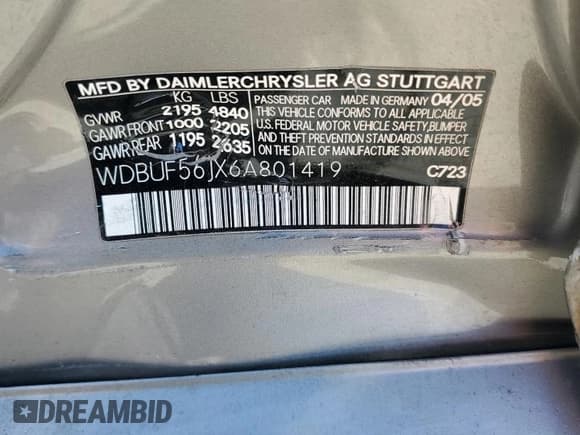 MFD BY DAIMLERCHRYSLER AG STUTTGART
KG LBS
GVWR 2195 4840
GAWR FRONT 1000 2205
GAWR REAR 1195 2635
PASSENGER CAR MADE IN GERMANY 04/05
THIS VEHICLE CONFORMS TO ALL APPLICABLE
U.S. FEDERAL MOTOR VEHICLE SAFETY, BUMPER
AND THEFT PREVENTION STANDARDS IN EFFECT
ON THE DATE OF MANUFACTURE SHOWN ABOVE.
WDBUF56JX6A801419 C723
DREAMBID